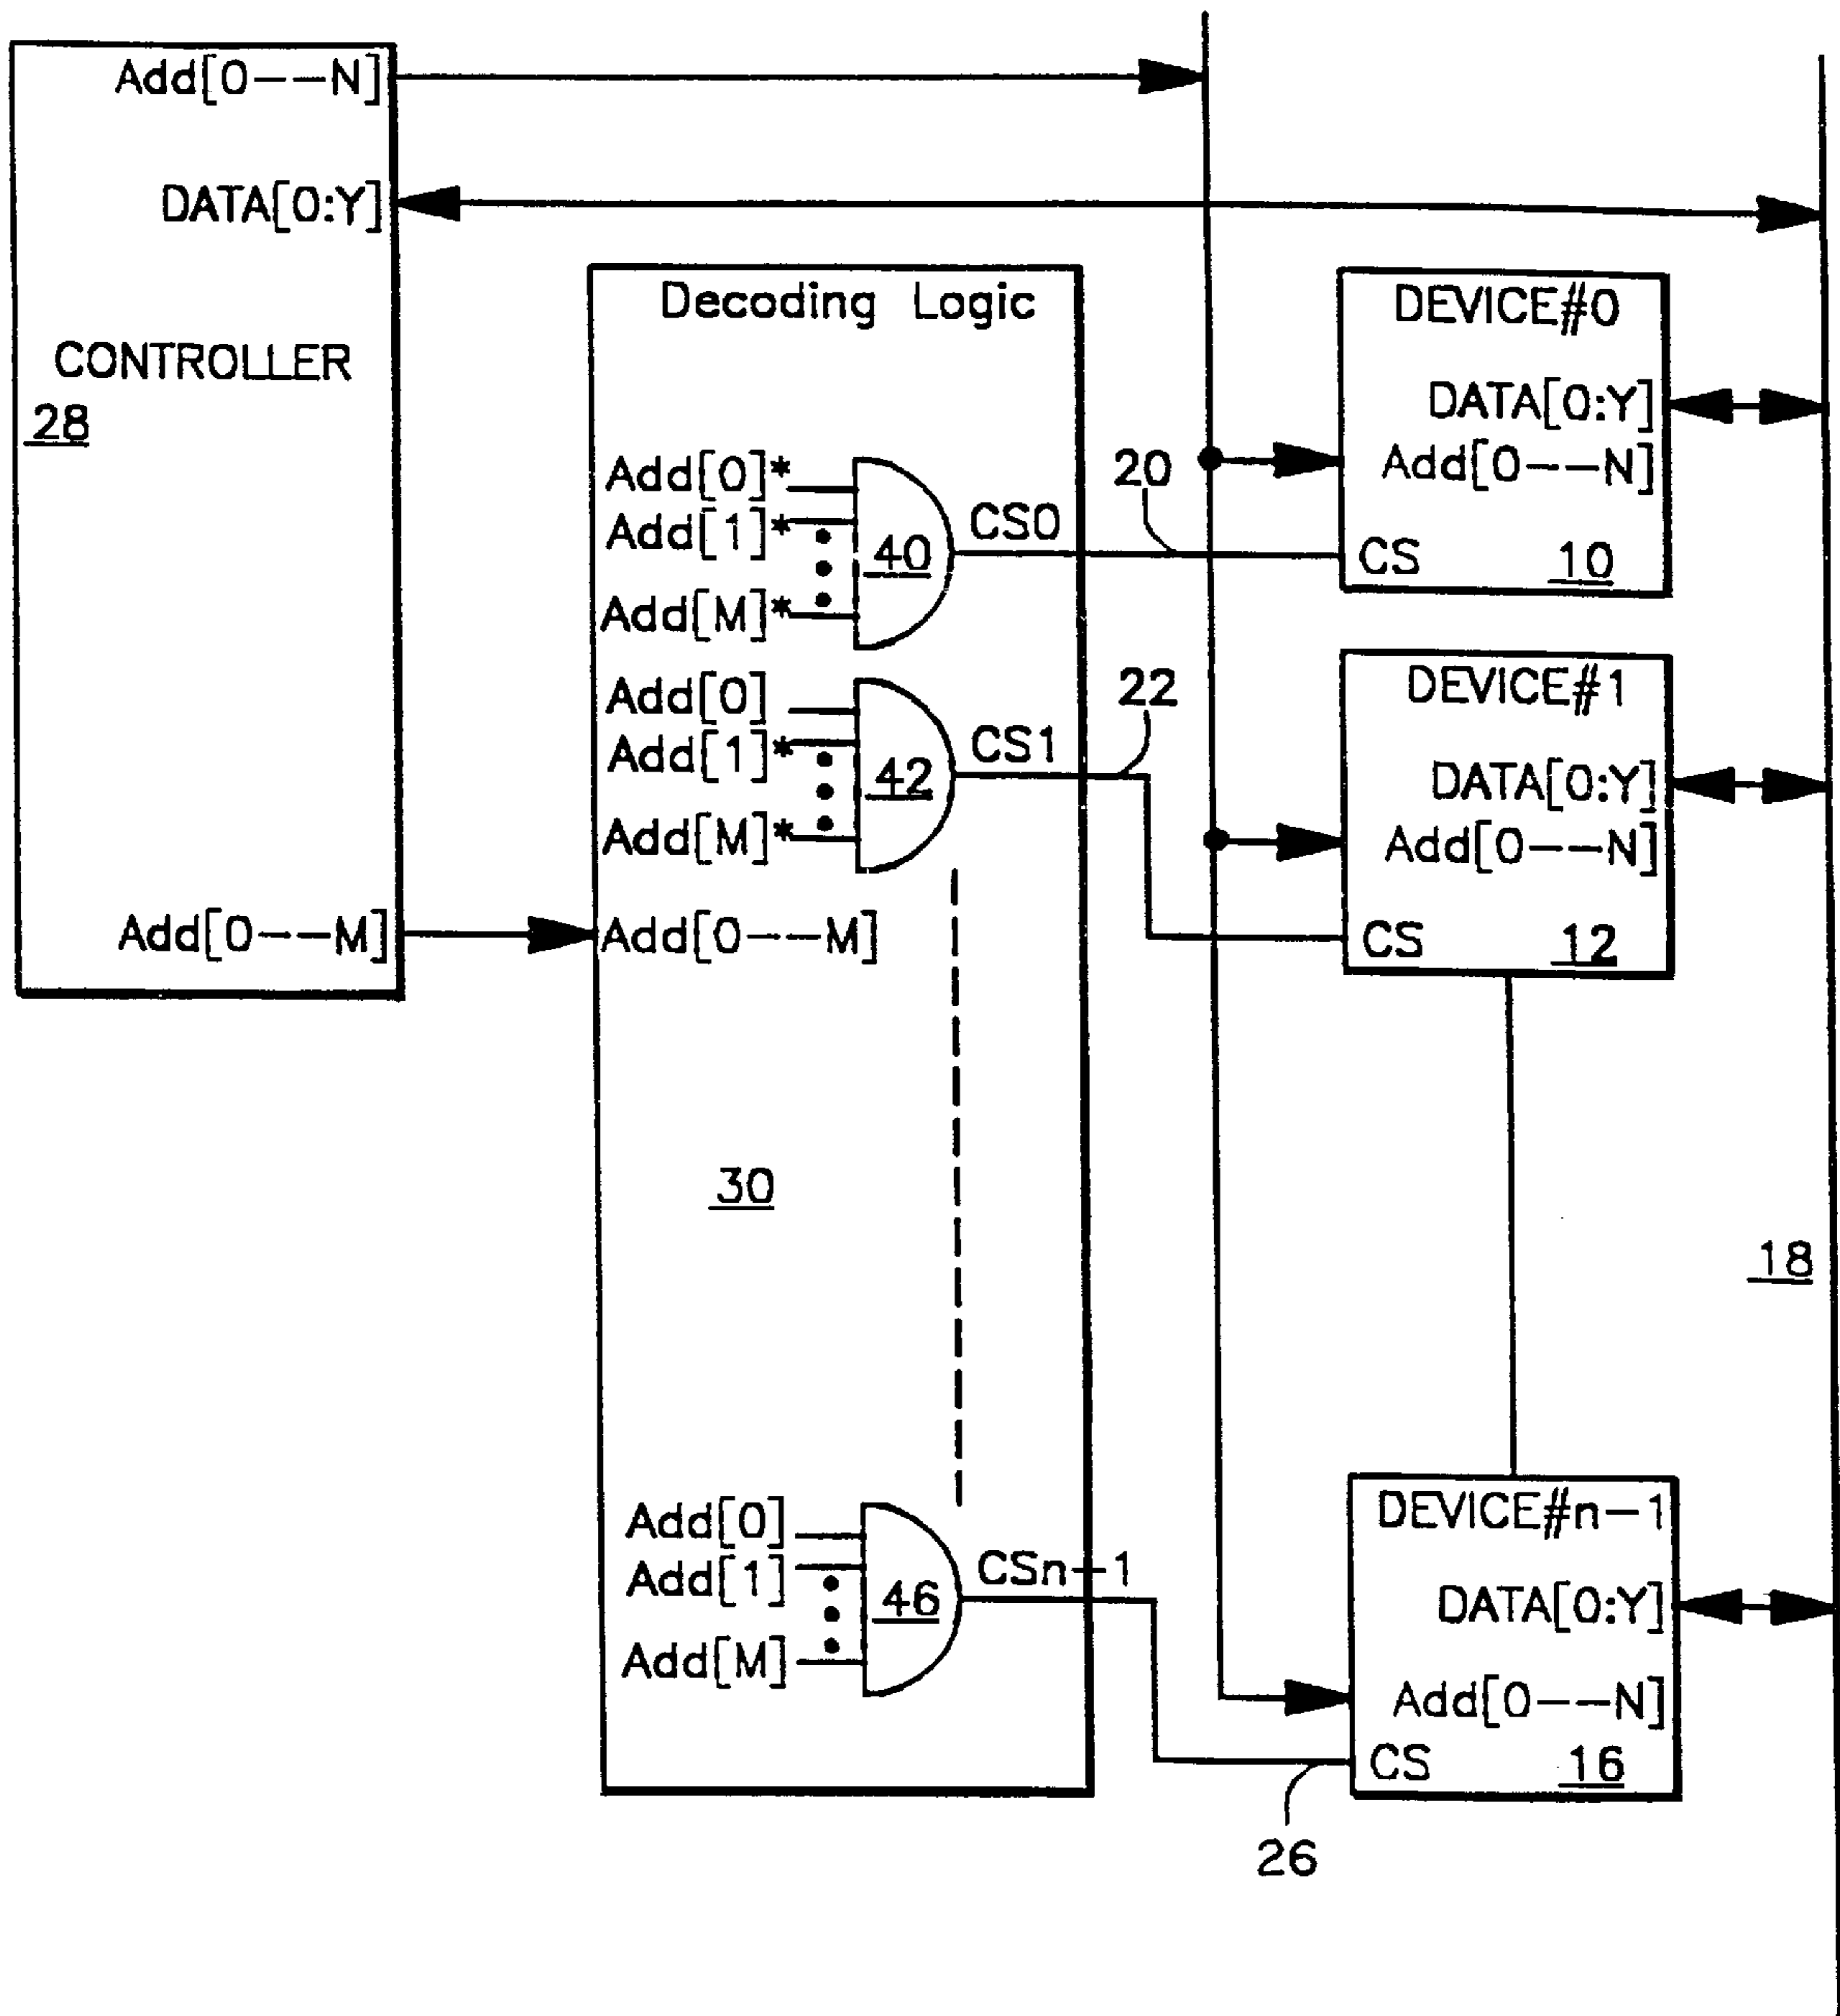 Add[0--N]
DATA[0:Y]
CONTROLLER
28
Add[0--M]
Decoding Logic
Add[0]*
Add[1]*
Add[M]*
40
CS0
20
Add[0]
Add[1]*
Add[M]*
42
CS1
22
Add[0--M]
30
Add[0]
Add[1]
Add[M]
46
CSn-1
26
DEVICE#0
DATA[0:Y]
Add[0--N]
CS
10
DEVICE#1
DATA[0:Y]
Add[0--N]
CS
12
DEVICE#n-1
DATA[0:Y]
Add[0--N]
CS
16
18